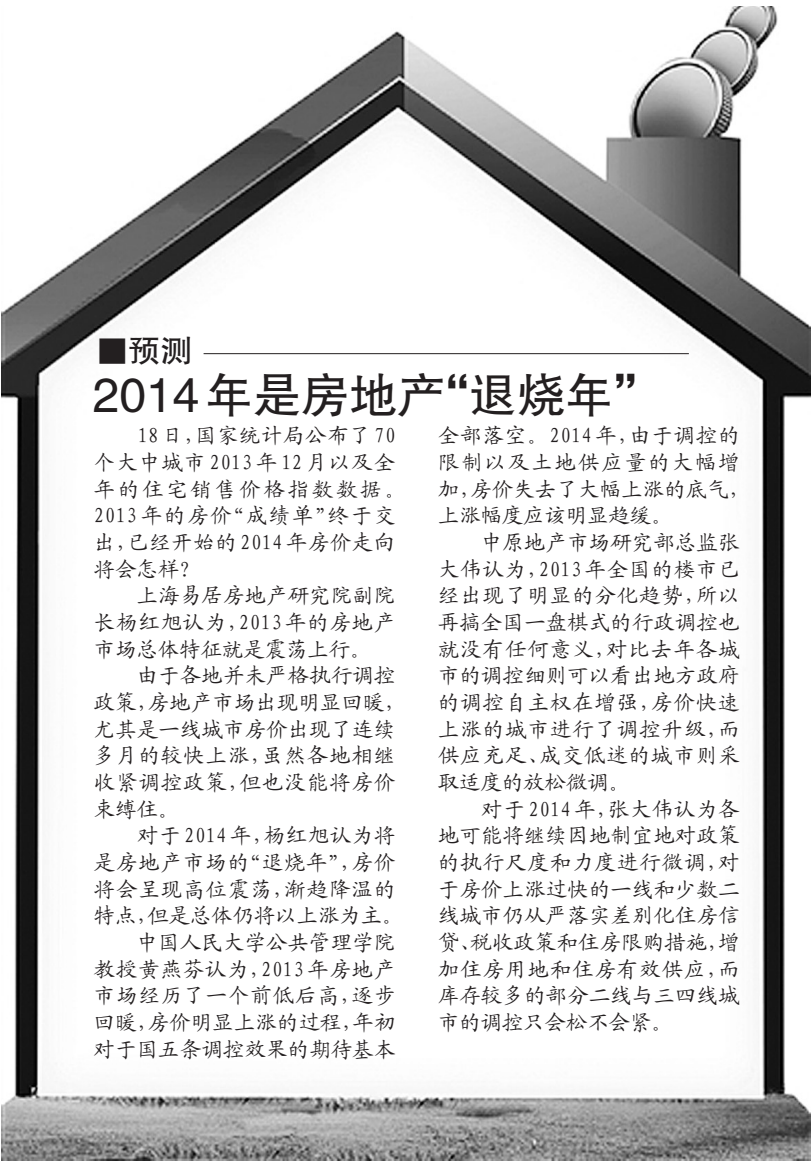 ■预测
2014年是房地产“退烧年”
18日,国家统计局公布了70
个大中城市2013年12月以及全
年的住宅销售价格指数数据。
2013年的房价“成绩单”终于交
出,已经开始的2014年房价走向
将会怎样?
上海易居房地产研究院副院
长杨红旭认为,2013年的房地产
市场总体特征就是震荡上行。
由于各地并未严格执行调控
政策,房地产市场出现明显回暖,
尤其是一线城市房价出现了连续
多月的较快上涨,虽然各地相继
收紧调控政策,但也没能将房价
束缚住。
对于2014年,杨红旭认为将
是房地产市场的“退烧年”,房价
将会呈现高位震荡,渐趋降温的
特点,但是总体仍将以上涨为主。
中国人民大学公共管理学院
教授黄燕芬认为,2013年房地产
市场经历了一个前低后高,逐步
回暖,房价明显上涨的过程,年初
对于国五条调控效果的期待基本
全部落空。2014年,由于调控的
限制以及土地供应量的大幅增
加,房价失去了大幅上涨的底气,
上涨幅度应该明显趋缓。
中原地产市场研究部总监张
大伟认为,2013年全国的楼市已
经出现了明显的分化趋势,所以
再搞全国一盘棋式的行政调控也
就没有任何意义,对比去年各城
市的调控细则可以看出地方政府
的调控自主权在增强,房价快速
上涨的城市进行了调控升级,而
供应充足、成交低迷的城市则采
取适度的放松微调。
对于2014年,张大伟认为各
地可能将继续因地制宜地对政策
的执行尺度和力度进行微调,对
于房价上涨过快的一线和少数二
线城市仍从严落实差别化住房信
贷、税收政策和住房限购措施,增
加住房用地和住房有效供应,而
库存较多的部分二线与三四线城
市的调控只会松不会紧。